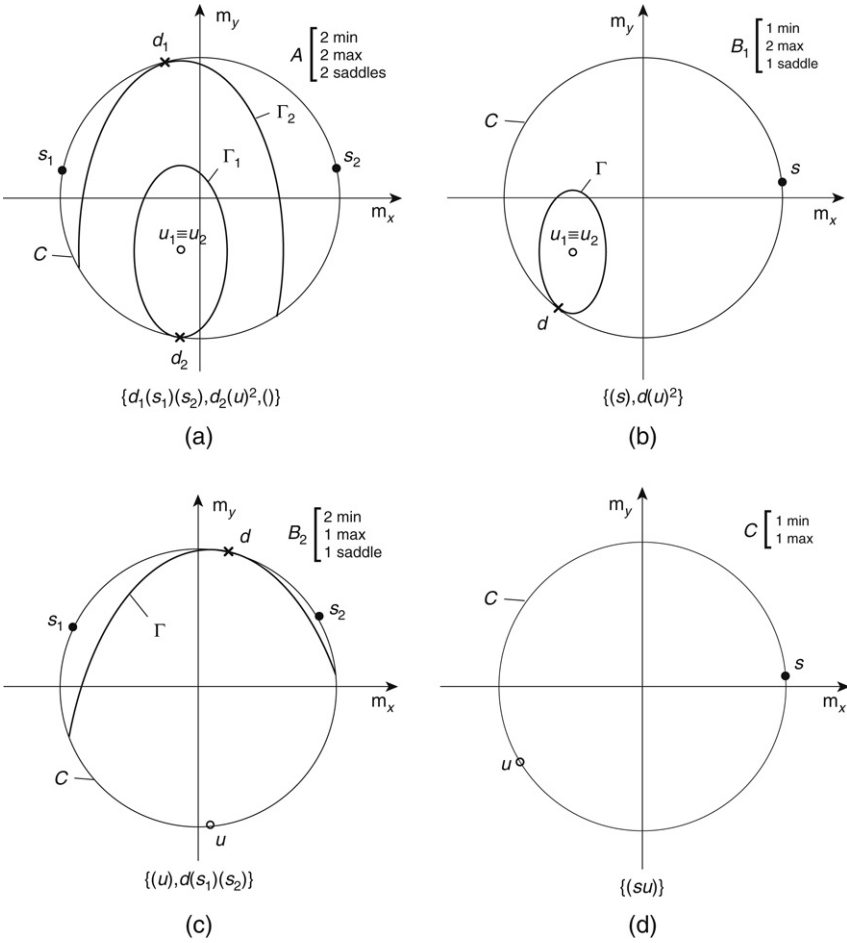 m_y
d_1
A [ 2 min
2 max
2 saddles
Γ_2
s_1
s_2
Γ_1
m_x
u_1≡u_2
C
d_2
{d_1(s_1)(s_2),d_2(u)^2,()}
(a)
m_y
B_1 [ 1 min
2 max
1 saddle
C
s
Γ
m_x
u_1≡u_2
d
{(s),d(u)^2}
(b)
m_y
d
B_2 [ 2 min
1 max
1 saddle
s_1
Γ
s_2
m_x
C
u
{(u),d(s_1)(s_2)}
(c)
m_y
C [ 1 min
1 max
C
s
m_x
u
{(su)}
(d)